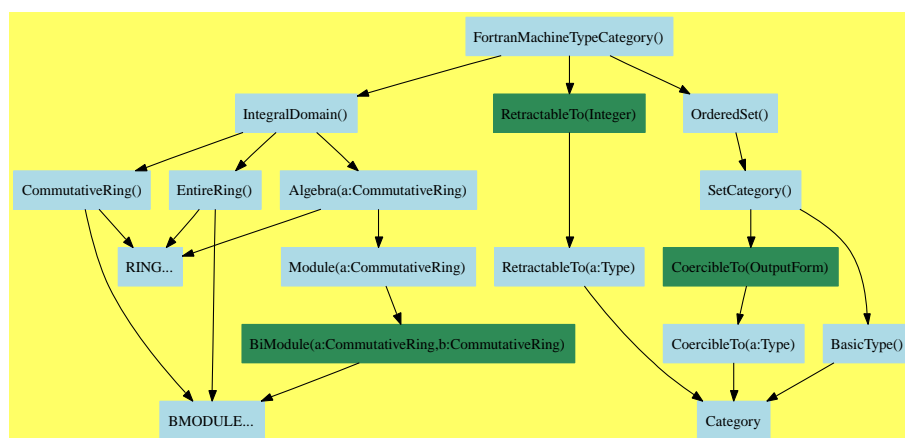 FortranMachineTypeCategory()
IntegralDomain()
RetractableTo(Integer)
OrderedSet()
CommutativeRing()
EntireRing()
Algebra(a:CommutativeRing)
SetCategory()
RING...
Module(a:CommutativeRing)
RetractableTo(a:Type)
CoercibleTo(OutputForm)
BiModule(a:CommutativeRing,b:CommutativeRing)
CoercibleTo(a:Type)
BasicType()
BMODULE...
Category